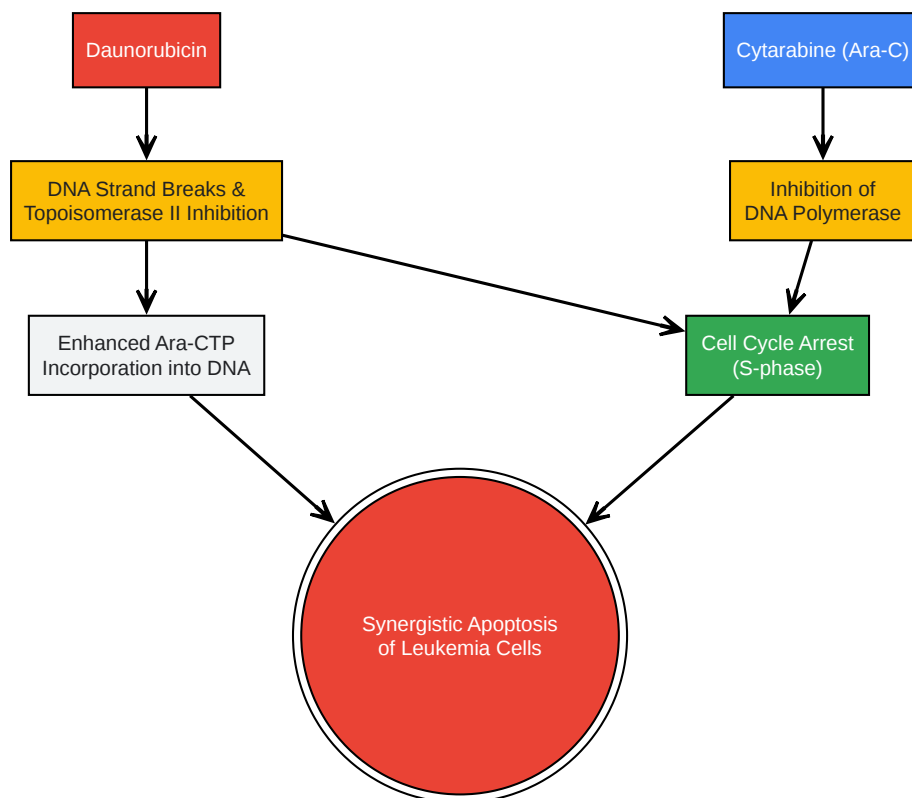 Daunorubicin
Cytarabine (Ara-C)
DNA Strand Breaks &
Topoisomerase II Inhibition
Inhibition of
DNA Polymerase
Enhanced Ara-CTP
Incorporation into DNA
Cell Cycle Arrest
(S-phase)
Synergistic Apoptosis
of Leukemia Cells